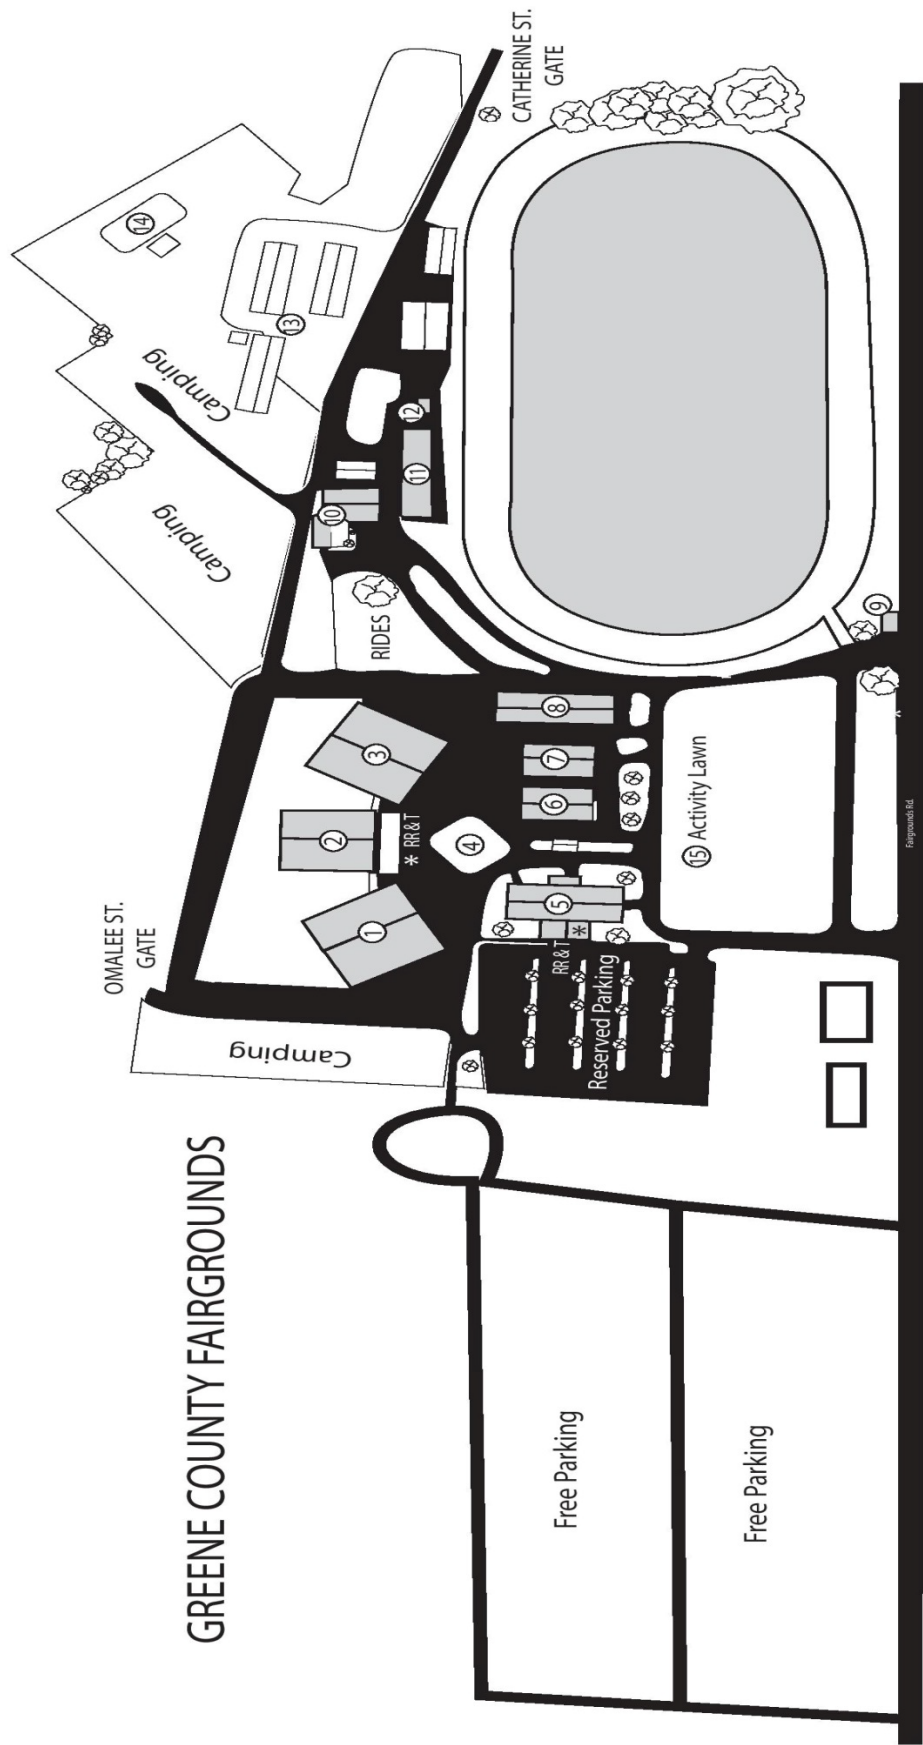 GREENE COUNTY FAIRGROUNDS
OMALEE ST.
GATE
CATHERINE ST.
GATE
Camping
Camping
Camping
14
13
12
11
10
RIDES
9
8
7
6
5
4
3
2
1
* RR & T
RR & T
*
Reserved Parking
15 Activity Lawn
*
Fairgrounds Rd.
Free Parking
Free Parking